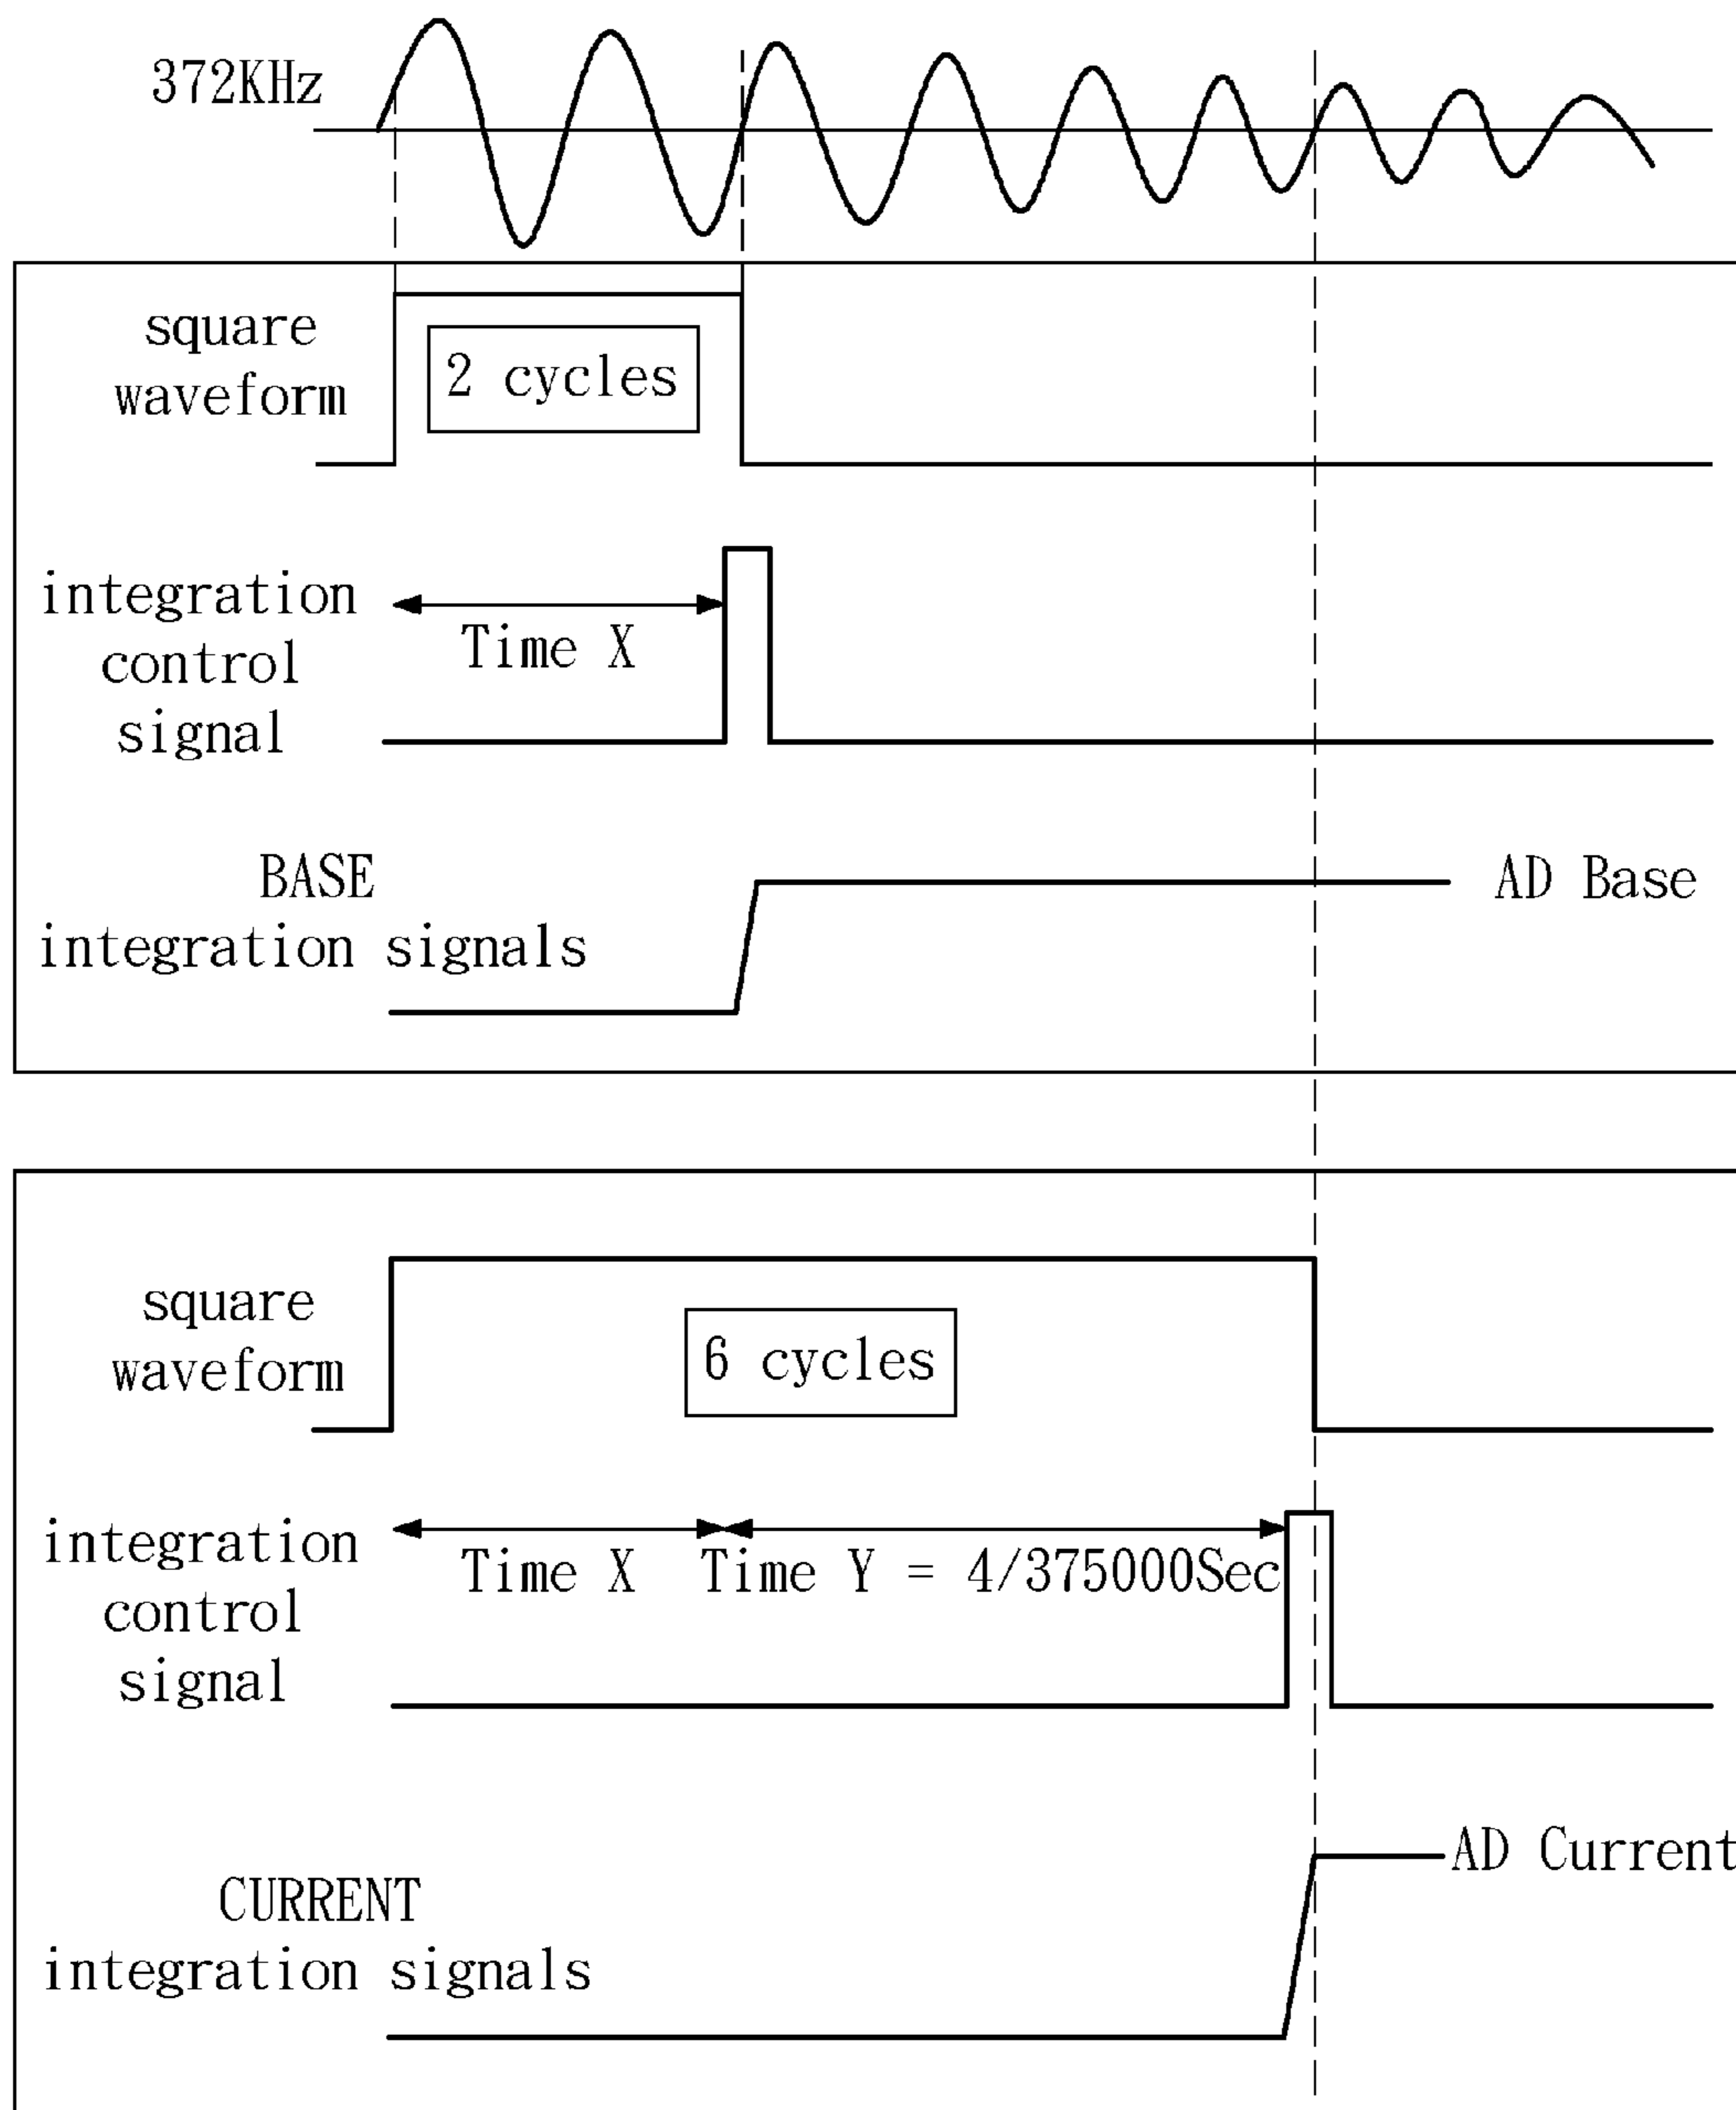 372KHz
square
waveform
2 cycles
integration
control
signal
Time X
BASE
integration signals
AD Base
square
waveform
6 cycles
integration
control
signal
Time X
Time Y = 4/375000Sec
CURRENT
integration signals
AD Current